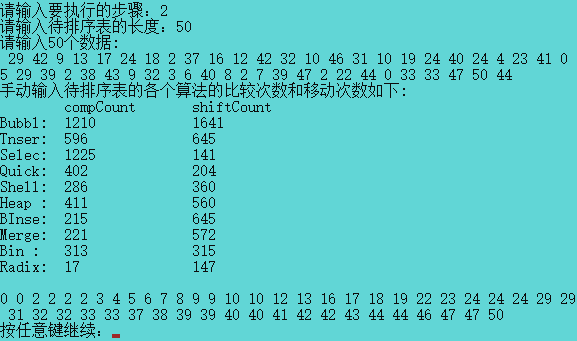 请输入要执行的步骤：2
请输入待排序表的长度：50
请输入50个数据:
29 42 9 13 17 24 18 2 37 16 12 42 32 10 46 31 10 19 24 40 24 4 23 41 0
5 29 39 2 38 43 9 32 3 6 40 8 2 7 39 47 2 22 44 0 33 33 47 50 44
手动输入待排序表的各个算法的比较次数和移动次数如下:
compCount shiftCount
Bubbl: 1210 1641
Tnser: 596 645
Selec: 1225 141
Quick: 402 204
Shell: 286 360
Heap : 411 560
BInse: 215 645
Merge: 221 572
Bin : 313 315
Radix: 17 147
0 0 2 2 2 2 3 4 5 6 7 8 9 9 10 10 12 13 16 17 18 19 22 23 24 24 24 29 29
31 32 32 33 33 37 38 39 39 40 40 41 42 42 43 44 44 46 47 47 50
按任意键继续：